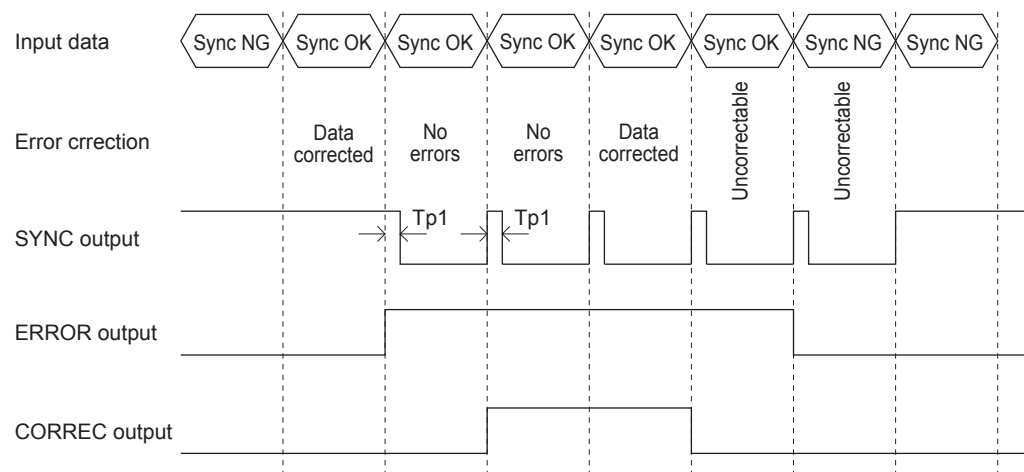 Input data
Sync NG Sync OK Sync OK Sync OK Sync OK Sync OK Sync NG Sync NG
Error crrection
Data
corrected
No
errors
No
errors
Data
corrected
Uncorrectable
Uncorrectable
SYNC output
Tp1
Tp1
ERROR output
CORREC output